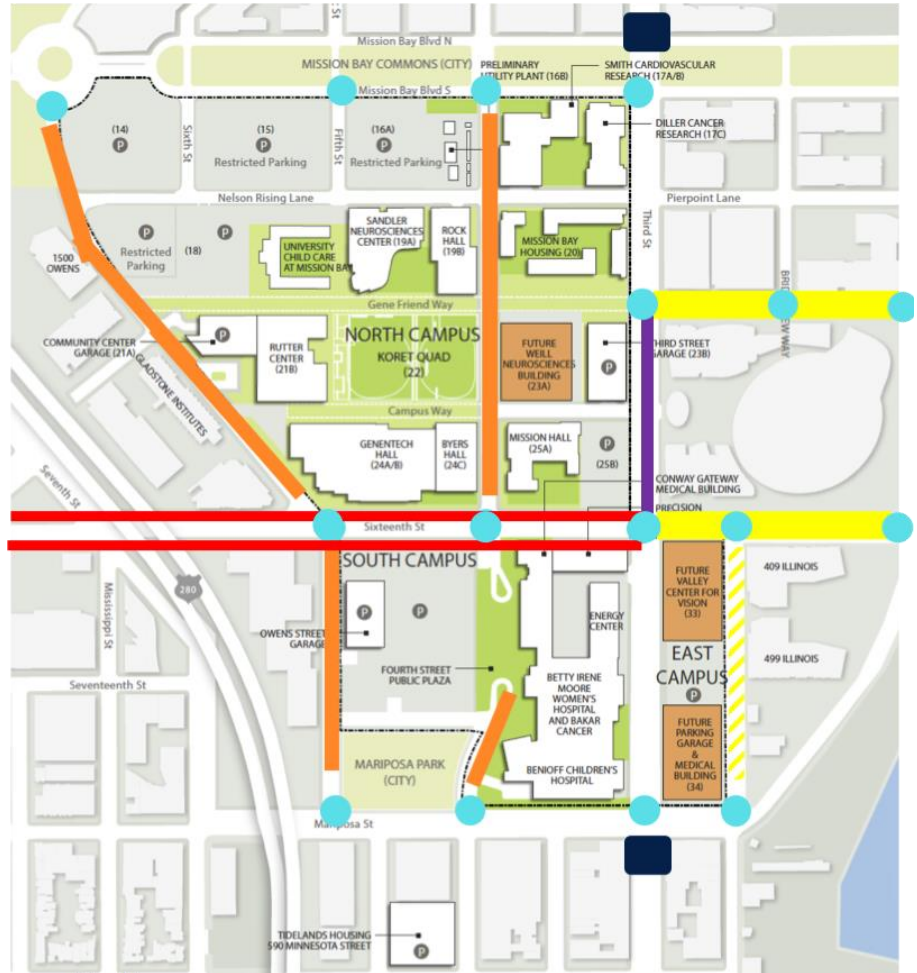 Mission Bay Blvd N
MISSION BAY COMMONS (CITY)
PRELIMINARY
UTILITY PLANT (16B)
SMITH CARDIOVASCULAR
RESEARCH (17A/B)
Mission Bay Blvd S
(14)
P
Sixth St
(15)
P
Restricted Parking
Fifth St
(16A)
P
Restricted Parking
DILLER CANCER
RESEARCH (17C)
Nelson Rising Lane
Pierpoint Lane
Third St
1500
OWENS
P
Restricted
Parking
(18)
P
UNIVERSITY
CHILD CARE
AT MISSION BAY
SANDLER
NEUROSCIENCES
CENTER (19A)
ROCK
HALL
(19B)
MISSION BAY
HOUSING (20)
Gene Friend Way
COMMUNITY CENTER
GARAGE (21A)
P
RUTTER
CENTER
(21B)
NORTH CAMPUS
KORET QUAD
(22)
FUTURE
WEILL
NEUROSCIENCES
BUILDING
(23A)
P
THIRD STREET
GARAGE (23B)
GLADSTONE INSTITUTES
Campus Way
GENENTECH
HALL
(24A/B)
BYERS
HALL
(24C)
MISSION HALL
(25A)
P
(25B)
CONWAY GATEWAY
MEDICAL BUILDING
PRECISION
Seventh St
Sixteenth St
SOUTH CAMPUS
280
Mississippi St
P
OWENS STREET
GARAGE
P
ENERGY
CENTER
FUTURE
VALLEY
CENTER FOR
VISION
(33)
409 ILLINOIS
EAST
CAMPUS
P
499 ILLINOIS
Seventeenth St
FOURTH STREET
PUBLIC PLAZA
BETTY IRENE
MOORE
WOMEN'S
HOSPITAL
AND BAKAR
CANCER
BENIOFF CHILDREN'S
HOSPITAL
FUTURE
PARKING
GARAGE
&
MEDICAL
BUILDING
(34)
MARIPOSA PARK
(CITY)
Mariposa St
TIDELANDS HOUSING
590 MINNESOTA STREET
P